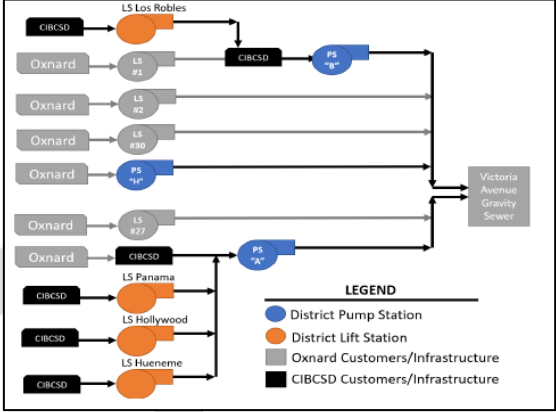 LS Los Robles
CIBCSD
Oxnard
LS
#1
CIBCSD
PS
"B"
Oxnard
LS
#2
Oxnard
LS
#30
Oxnard
PS
"H"
Victoria
Avenue
Gravity
Sewer
Oxnard
LS
#27
Oxnard
CIBCSD
PS
"A"
LS Panama
CIBCSD
LS Hollywood
CIBCSD
LS Hueneme
CIBCSD
LEGEND
District Pump Station
District Lift Station
Oxnard Customers/Infrastructure
CIBCSD Customers/Infrastructure